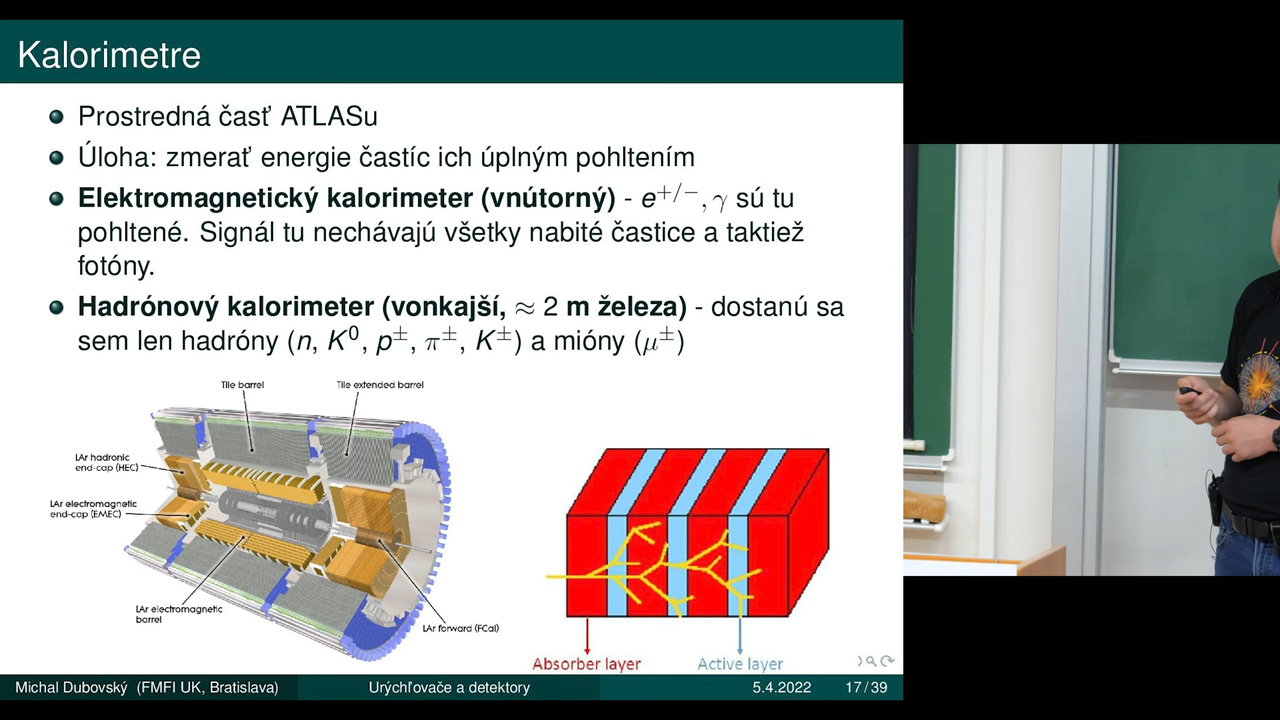 Kalorimetre
Prostredná časť ATLASu
Úloha: zmerať energie častíc ich úplným pohltením
Elektromagnetický kalorimeter (vnútorný) - e⁺ᐟ⁻, γ sú tu
pohltené. Signál tu nechávajú všetky nabité častice a taktiež
fotóny.
Hadrónový kalorimeter (vonkajší, ≈ 2 m železa) - dostanú sa
sem len hadróny (n, K⁰, p±, π±, K±) a mióny (μ±)
Tile barrel
Tile extended barrel
LAr hadronic
end-cap (HEC)
LAr electromagnetic
end-cap (EMEC)
LAr electromagnetic
barrel
LAr forward (FCal)
Absorber layer
Active layer
Michal Dubovský (FMFI UK, Bratislava)
Urýchľovače a detektory
5.4.2022
17/39